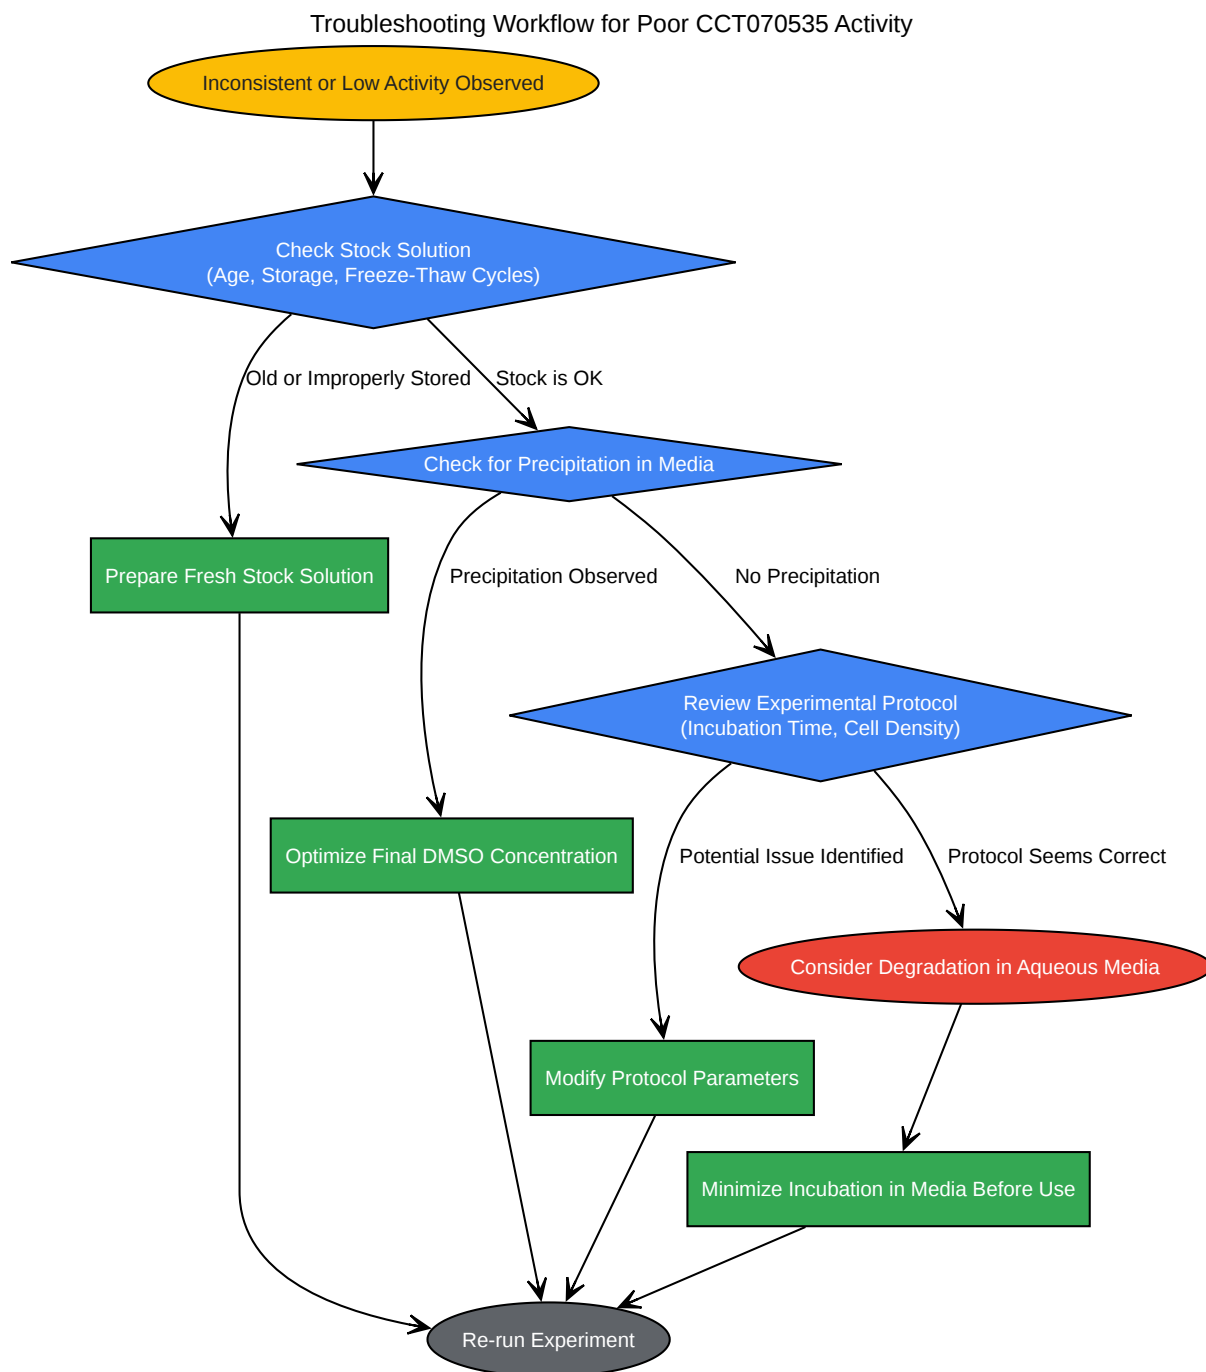 Troubleshooting Workflow for Poor CCT070535 Activity
Inconsistent or Low Activity Observed
Check Stock Solution
(Age, Storage, Freeze-Thaw Cycles)
Old or Improperly Stored
Stock is OK
Check for Precipitation in Media
Prepare Fresh Stock Solution
Precipitation Observed
No Precipitation
Review Experimental Protocol
(Incubation Time, Cell Density)
Optimize Final DMSO Concentration
Potential Issue Identified
Protocol Seems Correct
Consider Degradation in Aqueous Media
Modify Protocol Parameters
Minimize Incubation in Media Before Use
Re-run Experiment